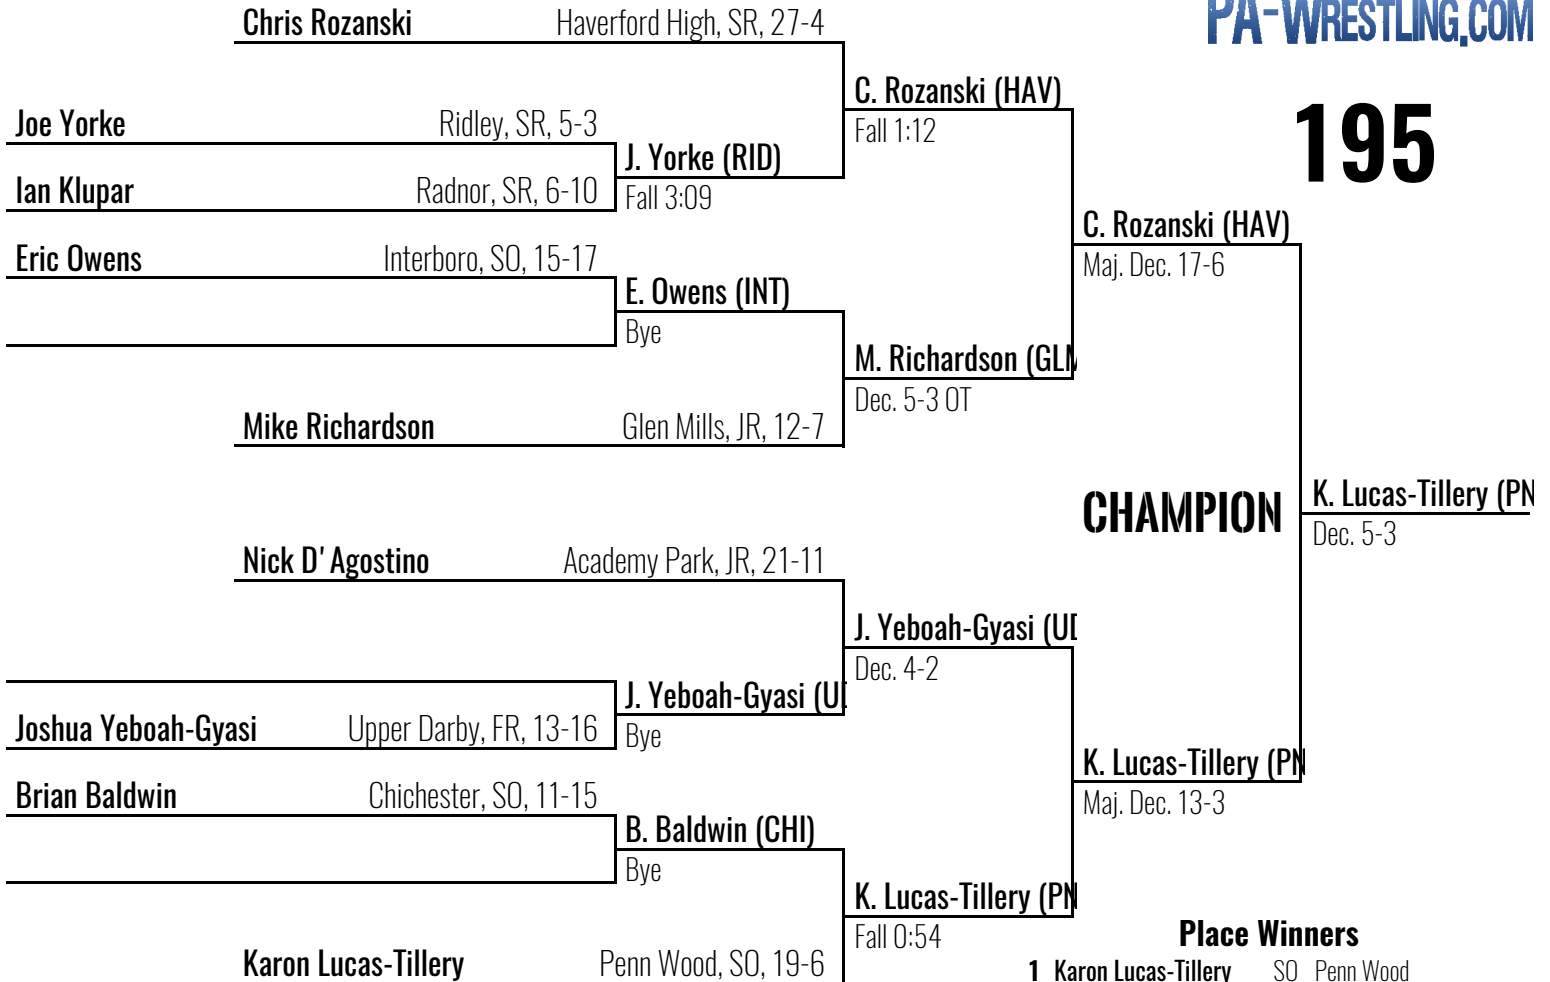 PA-WRESTLING.COM
195
Chris Rozanski Haverford High, SR, 27-4
C. Rozanski (HAV)
Fall 1:12
Joe Yorke Ridley, SR, 5-3
J. Yorke (RID)
Fall 3:09
Ian Klupar Radnor, SR, 6-10
C. Rozanski (HAV)
Maj. Dec. 17-6
Eric Owens Interboro, SO, 15-17
E. Owens (INT)
Bye
M. Richardson (GLM
Dec. 5-3 OT
Mike Richardson Glen Mills, JR, 12-7
CHAMPION
K. Lucas-Tillery (PN
Dec. 5-3
Nick D'Agostino Academy Park, JR, 21-11
J. Yeboah-Gyasi (UD
Dec. 4-2
J. Yeboah-Gyasi (UD
Bye
Joshua Yeboah-Gyasi Upper Darby, FR, 13-16
K. Lucas-Tillery (PN
Maj. Dec. 13-3
Brian Baldwin Chichester, SO, 11-15
B. Baldwin (CHI)
Bye
K. Lucas-Tillery (PN
Fall 0:54
Karon Lucas-Tillery Penn Wood, SO, 19-6
Place Winners
1 Karon Lucas-Tillery SO Penn Wood